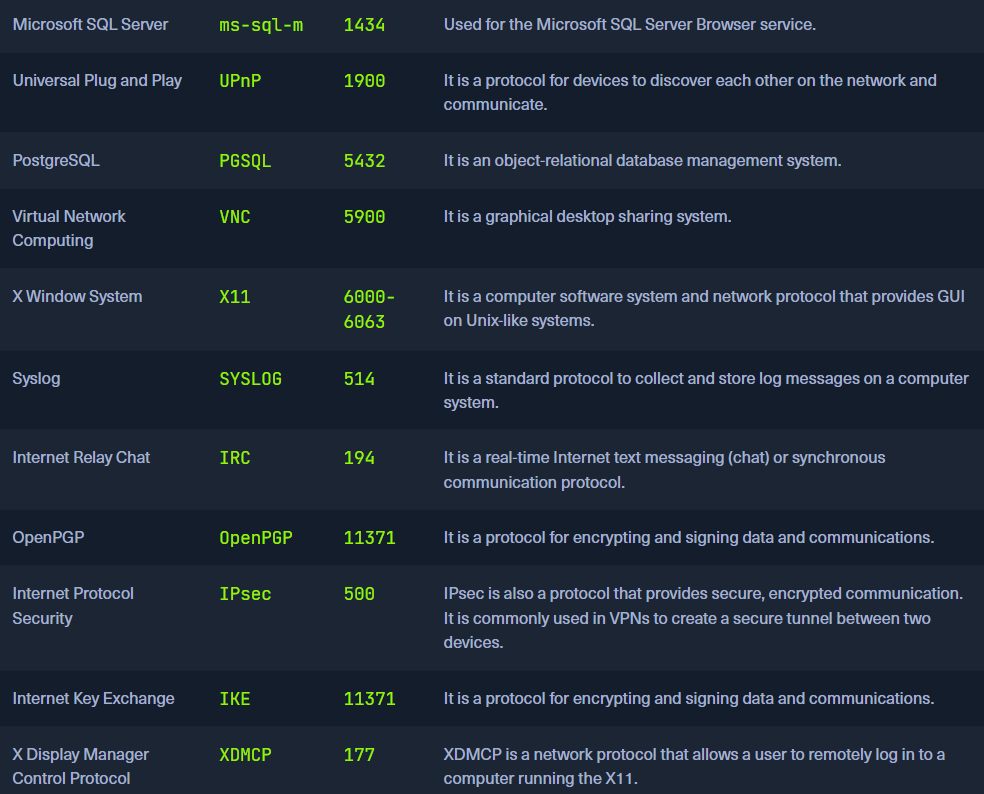 Microsoft SQL Server ms-sql-m 1434 Used for the Microsoft SQL Server Browser service.
Universal Plug and Play UPnP 1900 It is a protocol for devices to discover each other on the network and
communicate.
PostgreSQL PGSQL 5432 It is an object-relational database management system.
Virtual Network VNC 5900 It is a graphical desktop sharing system.
Computing
X Window System X11 6000- It is a computer software system and network protocol that provides GUI
6063 on Unix-like systems.
Syslog SYSLOG 514 It is a standard protocol to collect and store log messages on a computer
system.
Internet Relay Chat IRC 194 It is a real-time Internet text messaging (chat) or synchronous
communication protocol.
OpenPGP OpenPGP 11371 It is a protocol for encrypting and signing data and communications.
Internet Protocol IPsec 500 IPsec is also a protocol that provides secure, encrypted communication.
Security It is commonly used in VPNs to create a secure tunnel between two
devices.
Internet Key Exchange IKE 11371 It is a protocol for encrypting and signing data and communications.
X Display Manager XDMCP 177 XDMCP is a network protocol that allows a user to remotely log in to a
Control Protocol computer running the X11.